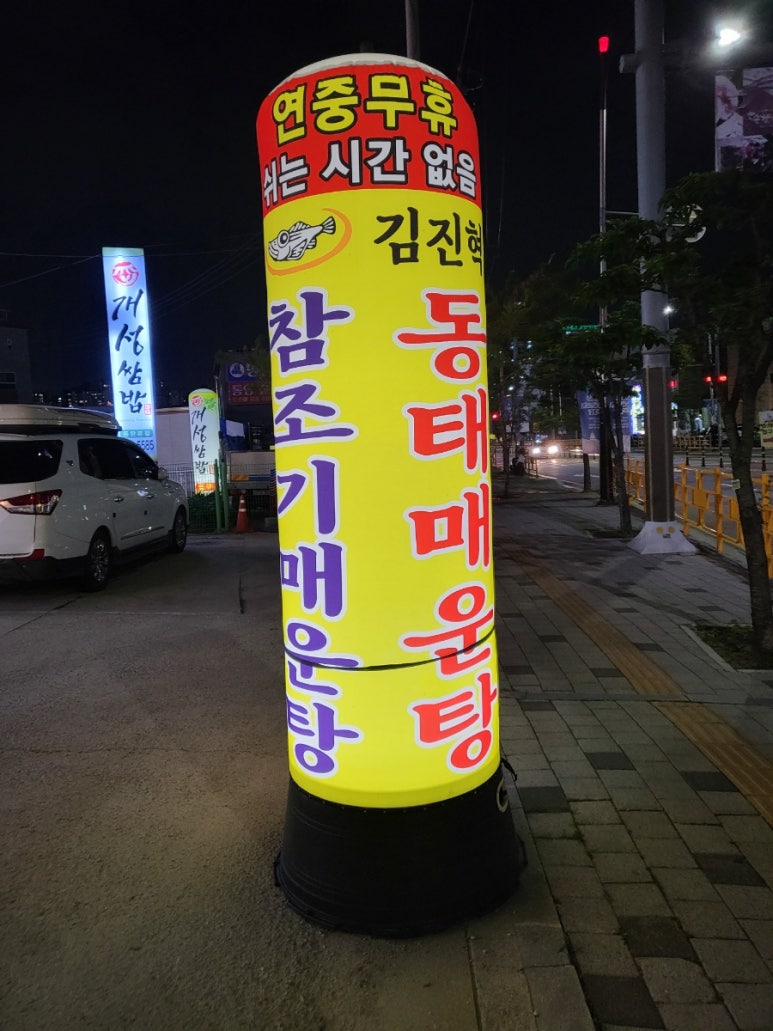 연중무휴
쉬는 시간 없음
김진혁
동태매운탕
참조기매운탕
개성쌈밥
5585
개성쌈밥